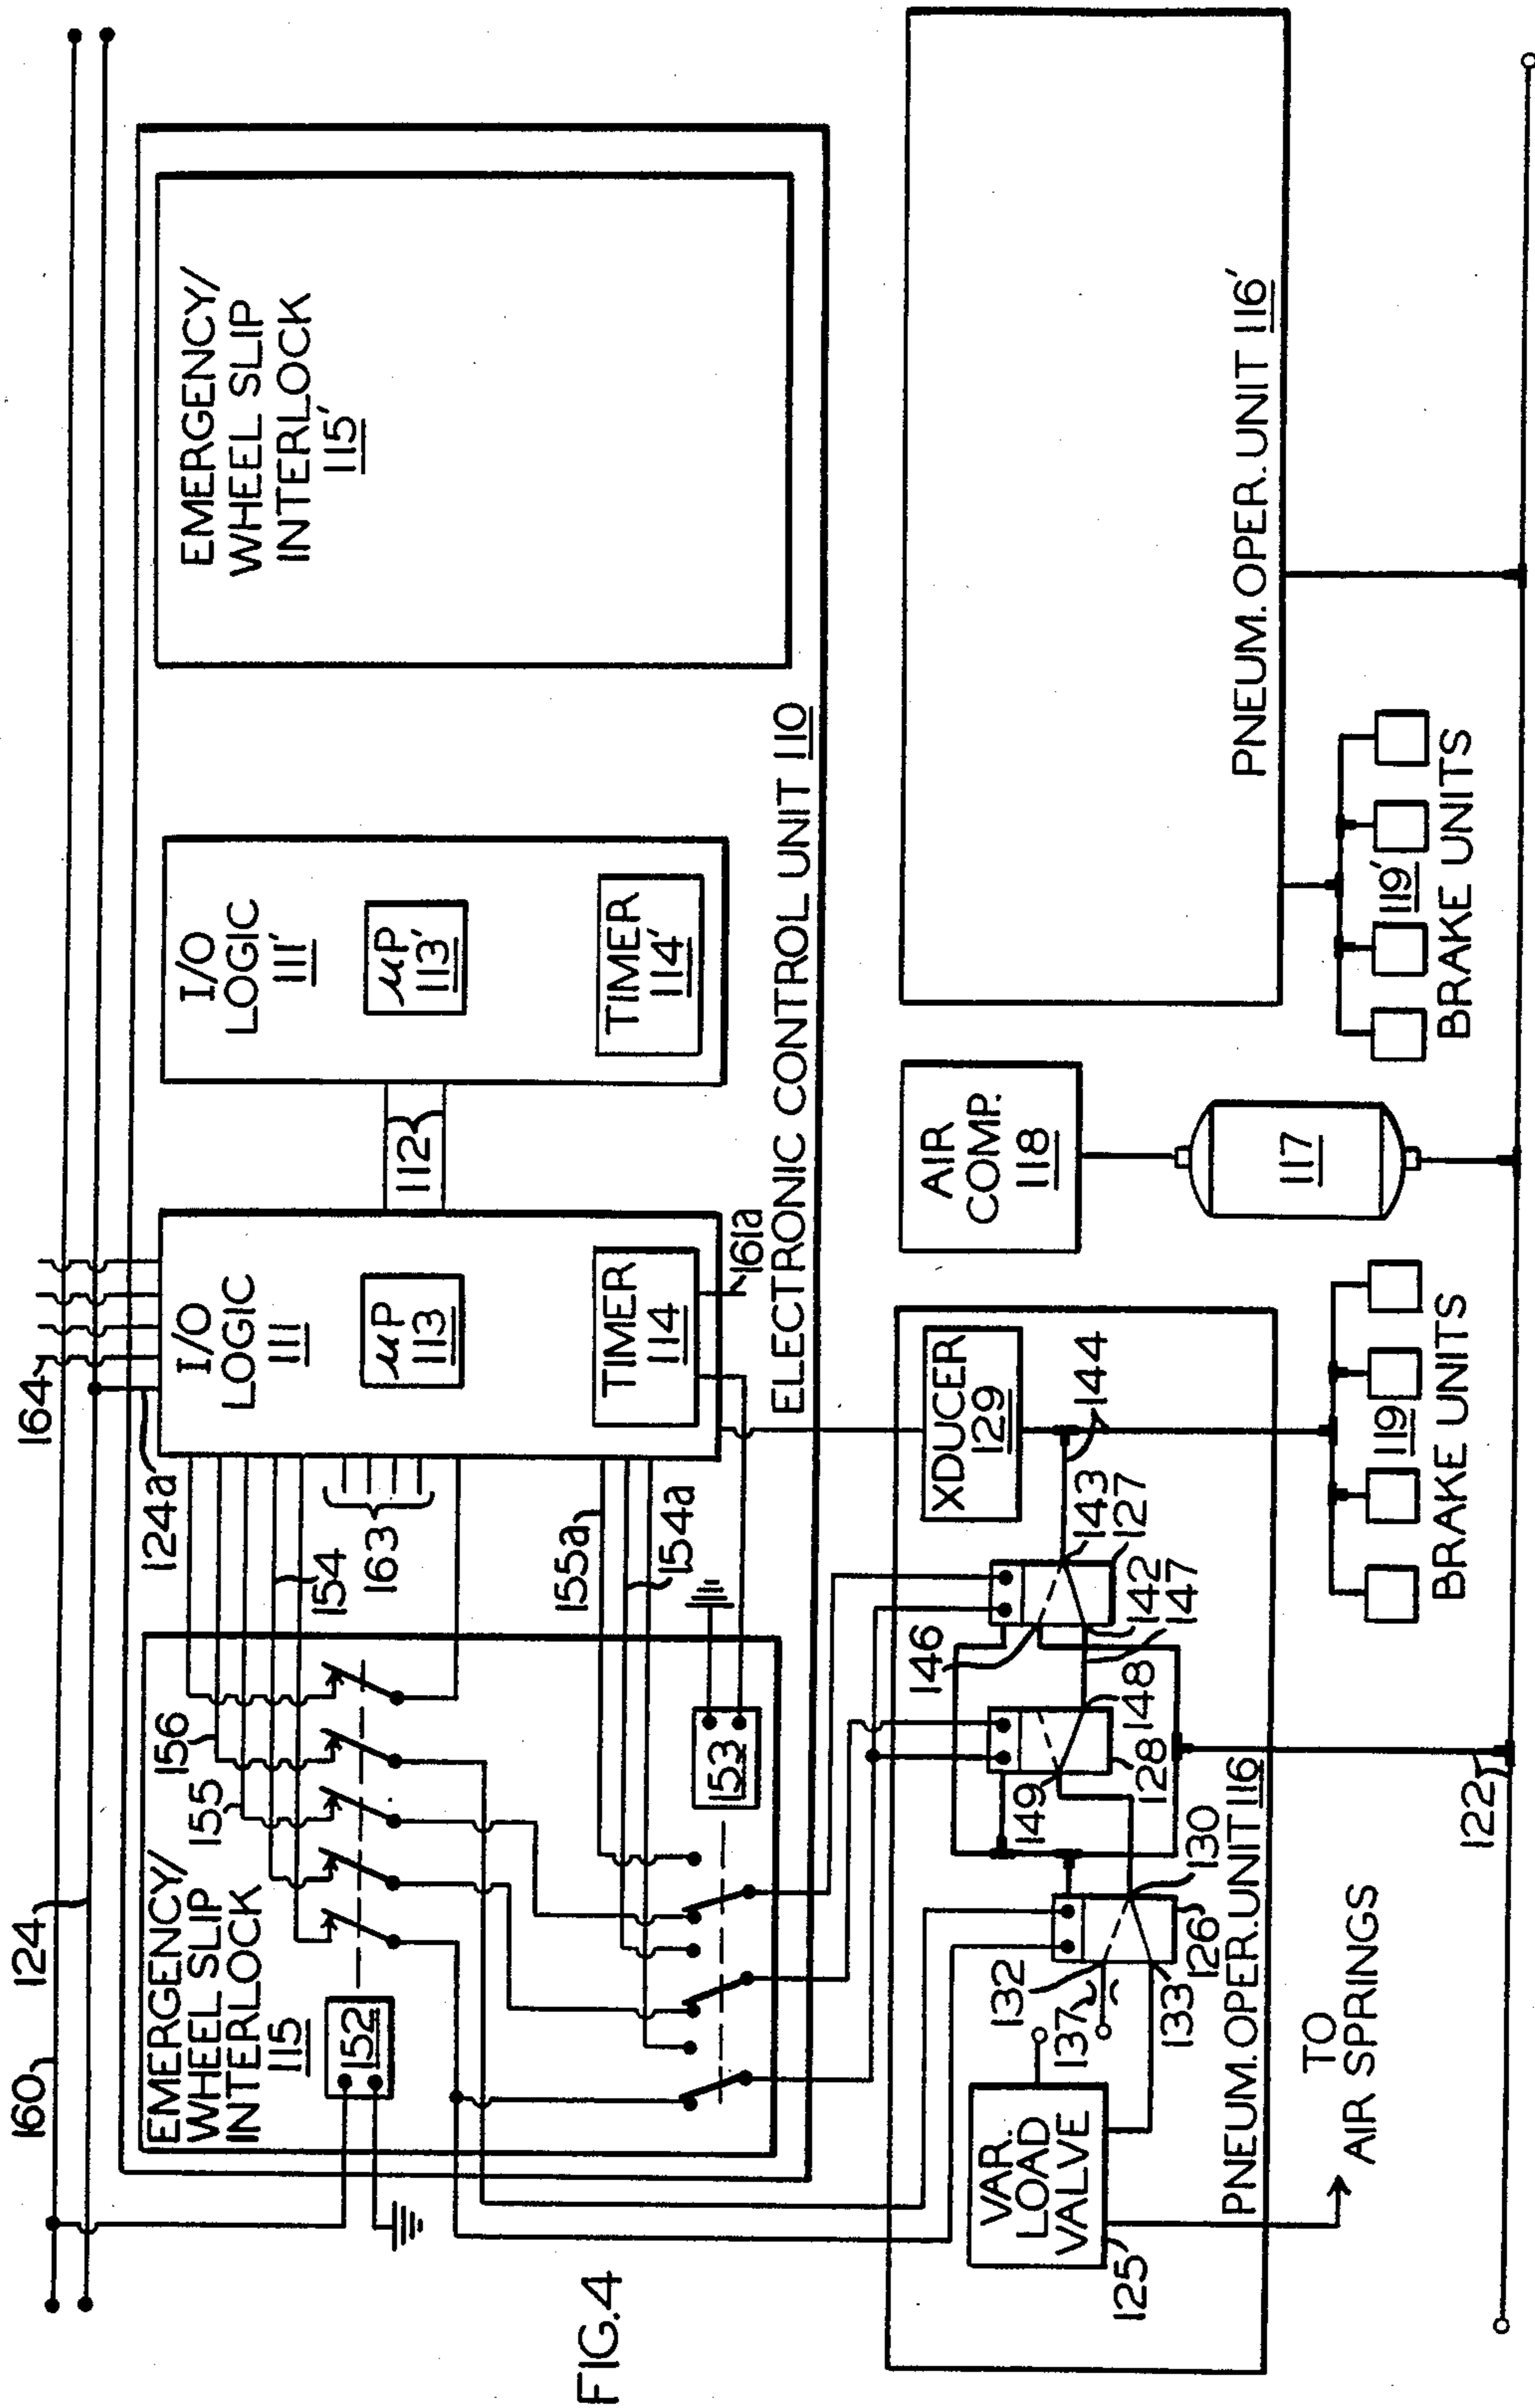 160
124
164
124a
EMERGENCY/
WHEEL SLIP
INTERLOCK
115
152
155
156
154
163
155a
154a
153
I/O
LOGIC
111
μP
113
TIMER
114
161a
112
I/O
LOGIC
111'
μP
113'
TIMER
114'
EMERGENCY/
WHEEL SLIP
INTERLOCK
115'
ELECTRONIC CONTROL UNIT 110
FIG.4
VAR.
LOAD
VALVE
125'
132
137
133
126
130
149
128
148
146
142
147
143
127
144
XDUCER
129
PNEUM.OPER.UNIT 116
TO
AIR SPRINGS
122
119
BRAKE UNITS
AIR
COMP.
118
117
PNEUM.OPER.UNIT 116'
119'
BRAKE UNITS